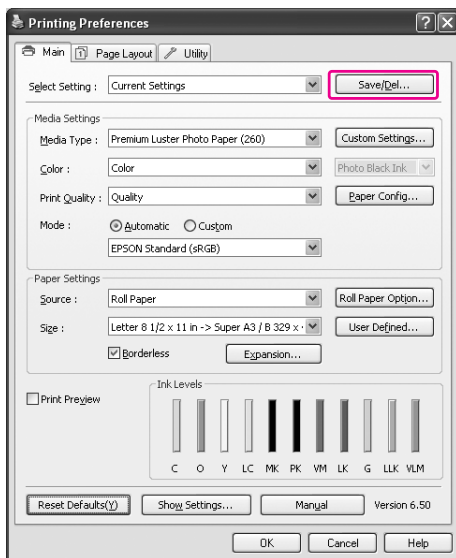 Printing Preferences
Main Page Layout Utility
Select Setting : Current Settings Save/Del...
Media Settings
Media Type : Premium Luster Photo Paper (260) Custom Settings...
Color : Color Photo Black Ink
Print Quality : Quality Paper Config...
Mode : Automatic Custom
EPSON Standard (sRGB)
Paper Settings
Source : Roll Paper Roll Paper Option...
Size : Letter 8 1/2 x 11 in -> Super A3 / B 329 x User Defined...
Borderless Expansion...
Print Preview
Ink Levels
C O Y LC MK PK VM LK G LLK VLM
Reset Defaults(Y) Show Settings... Manual Version 6.50
OK Cancel Help